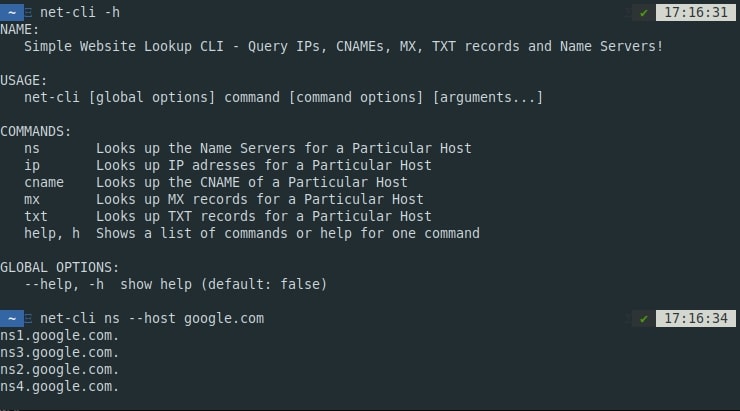 ~ net-cli -h ✔ 17:16:31
NAME:
Simple Website Lookup CLI - Query IPs, CNAMEs, MX, TXT records and Name Servers!
USAGE:
net-cli [global options] command [command options] [arguments...]
COMMANDS:
ns Looks up the Name Servers for a Particular Host
ip Looks up IP adresses for a Particular Host
cname Looks up the CNAME of a Particular Host
mx Looks up MX records for a Particular Host
txt Looks up TXT records for a Particular Host
help, h Shows a list of commands or help for one command
GLOBAL OPTIONS:
--help, -h show help (default: false)
~ net-cli ns --host google.com ✔ 17:16:34
ns1.google.com.
ns3.google.com.
ns2.google.com.
ns4.google.com.